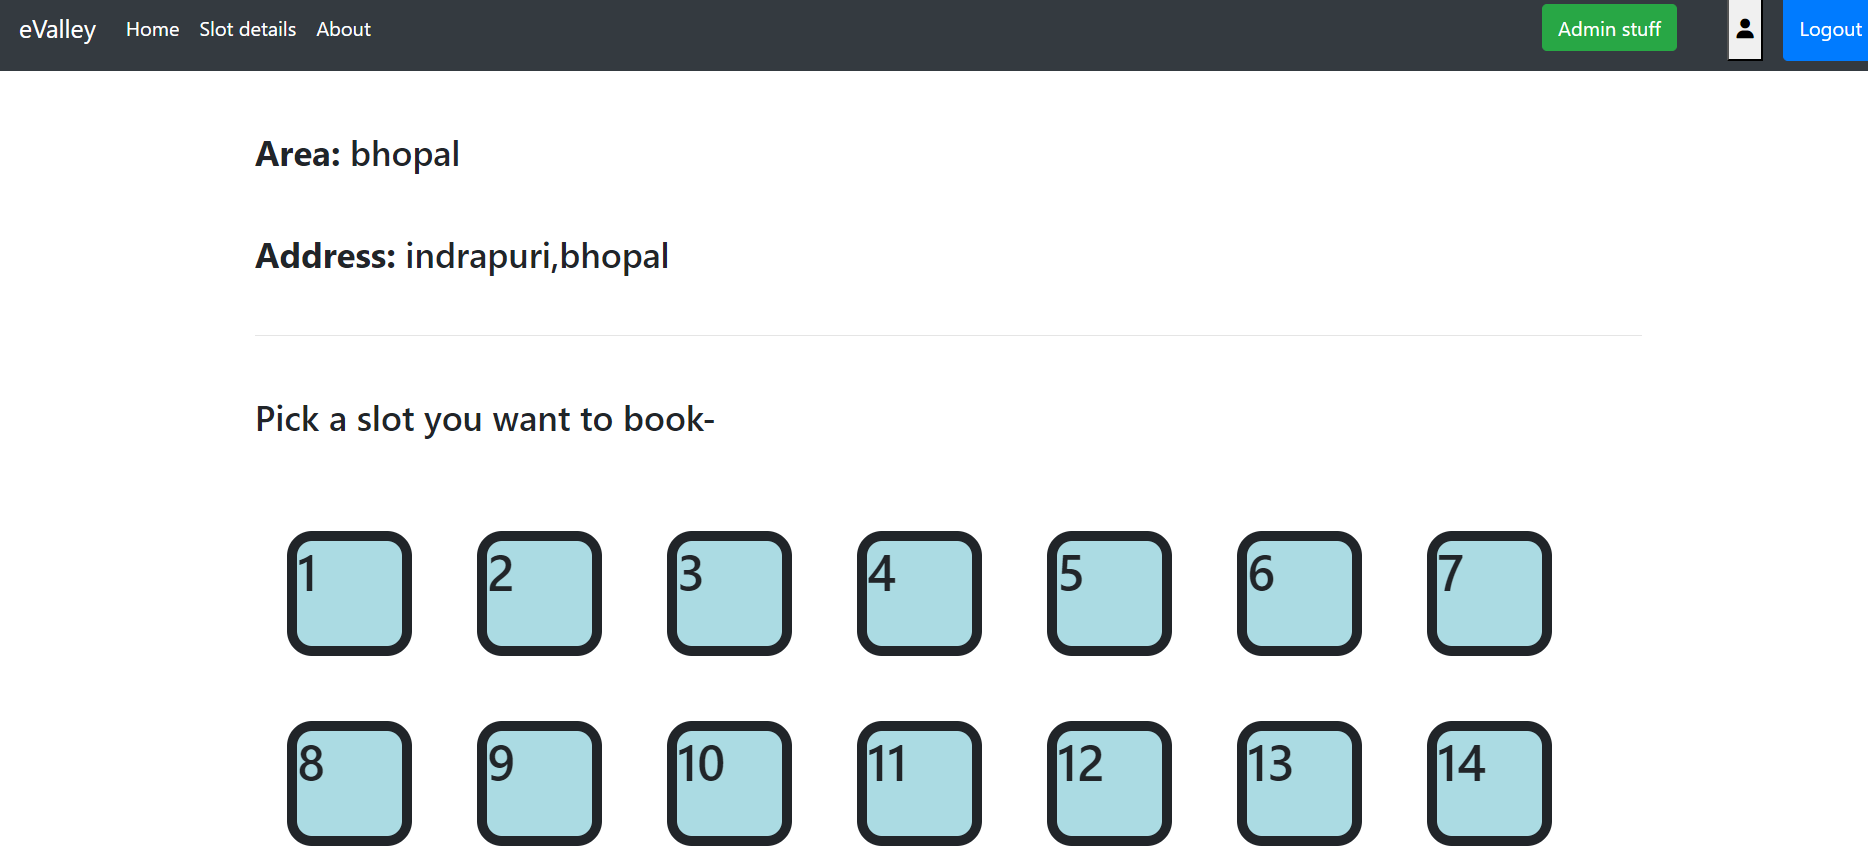 eValley Home Slot details About Admin stuff Logout
Area: bhopal
Address: indrapuri,bhopal
Pick a slot you want to book-
1 2 3 4 5 6 7
8 9 10 11 12 13 14